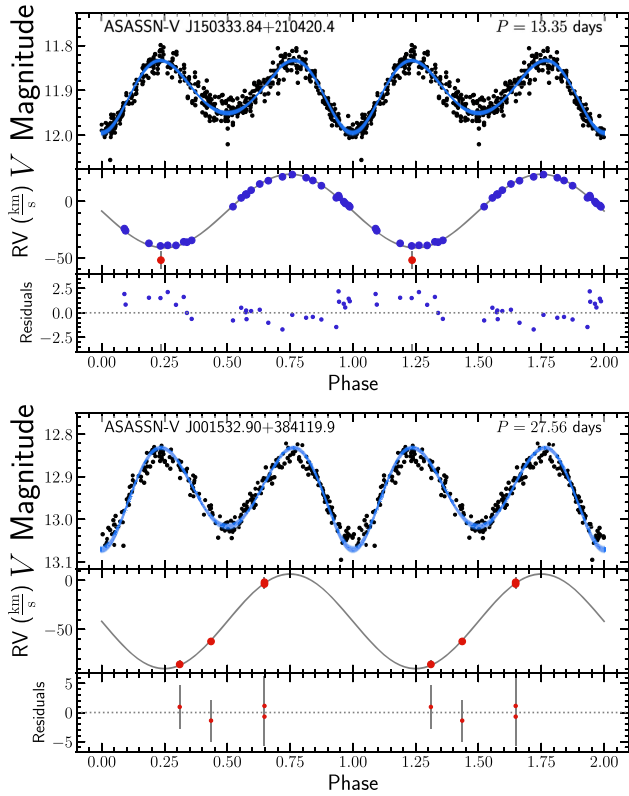 ASASSN-V J150333.84+210420.4 P = 13.35 days
V Magnitude
11.8
11.9
12.0
RV (km/s)
0
−50
Residuals
2.5
0.0
−2.5
0.00 0.25 0.50 0.75 1.00 1.25 1.50 1.75 2.00
Phase
ASASSN-V J001532.90+384119.9 P = 27.56 days
V Magnitude
12.8
12.9
13.0
13.1
RV (km/s)
0
−50
Residuals
5
0
−5
0.00 0.25 0.50 0.75 1.00 1.25 1.50 1.75 2.00
Phase